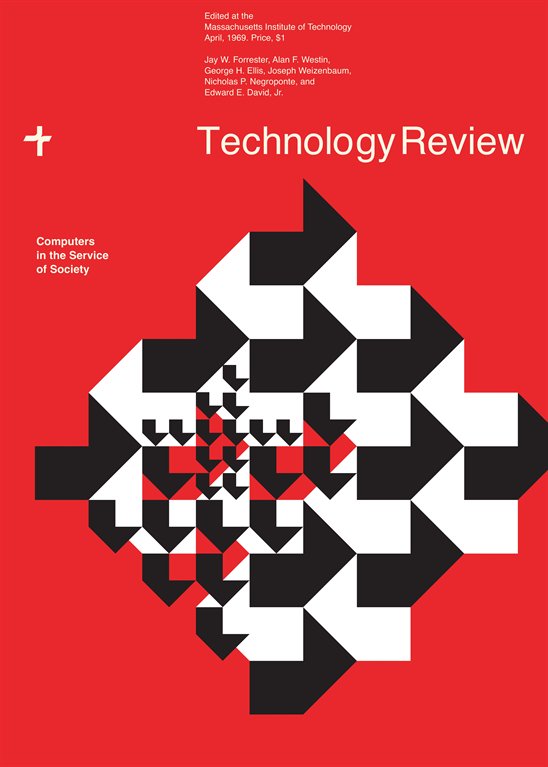 Edited at the
Massachusetts Institute of Technology
April, 1969. Price, $1
Jay W. Forrester, Alan F. Westin,
George H. Ellis, Joseph Weizenbaum,
Nicholas P. Negroponte, and
Edward E. David, Jr.
Technology Review
Computers
in the Service
of Society